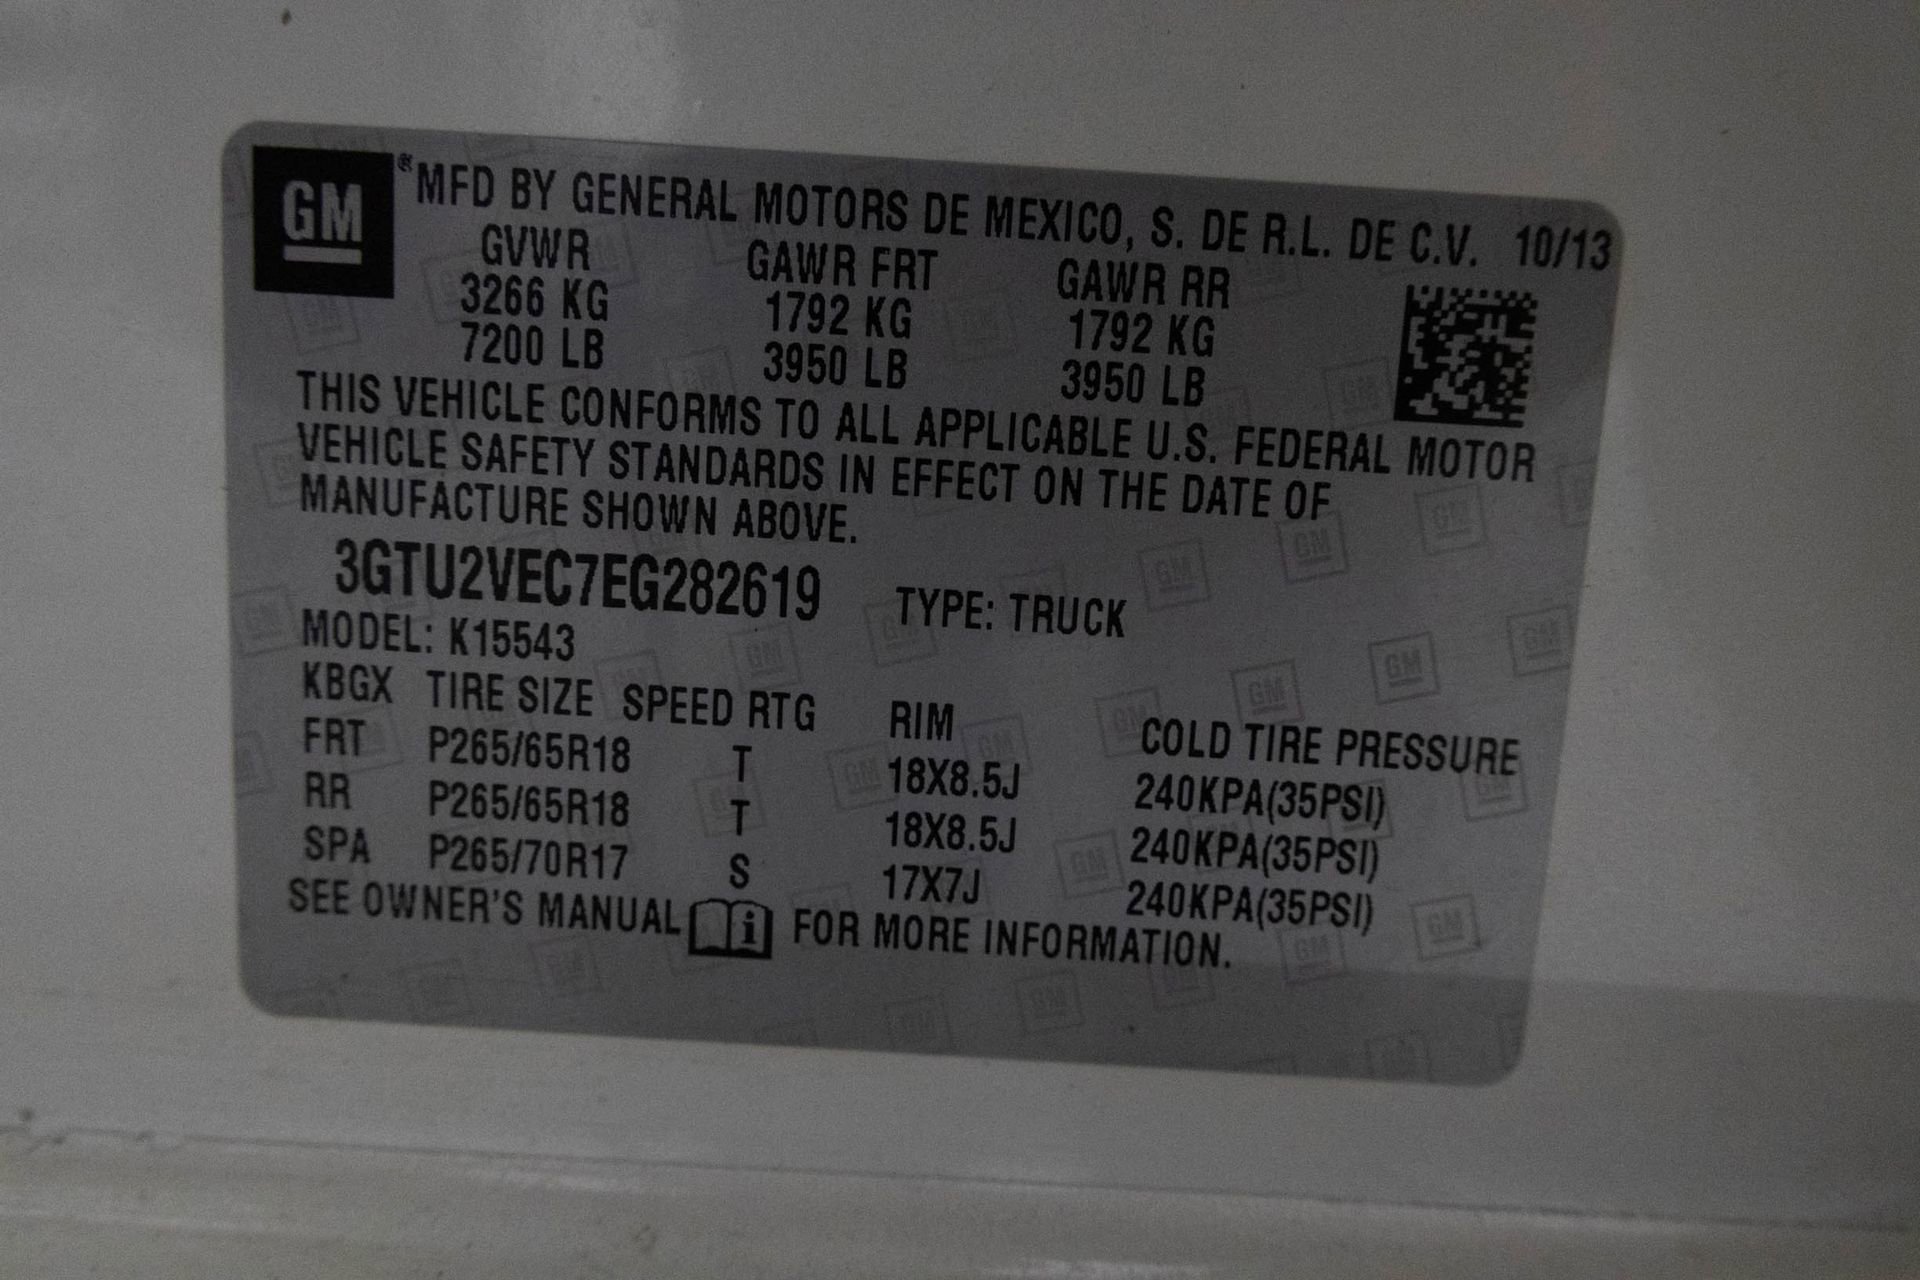 GM
®MFD BY GENERAL MOTORS DE MEXICO, S. DE R.L. DE C.V. 10/13
GVWR GAWR FRT GAWR RR
3266 KG 1792 KG 1792 KG
7200 LB 3950 LB 3950 LB
THIS VEHICLE CONFORMS TO ALL APPLICABLE U.S. FEDERAL MOTOR
VEHICLE SAFETY STANDARDS IN EFFECT ON THE DATE OF
MANUFACTURE SHOWN ABOVE.
3GTU2VEC7EG282619 TYPE: TRUCK
MODEL: K15543
KBGX TIRE SIZE SPEED RTG RIM COLD TIRE PRESSURE
FRT P265/65R18 T 18X8.5J 240KPA(35PSI)
RR P265/65R18 T 18X8.5J 240KPA(35PSI)
SPA P265/70R17 S 17X7J 240KPA(35PSI)
SEE OWNER'S MANUAL i FOR MORE INFORMATION.